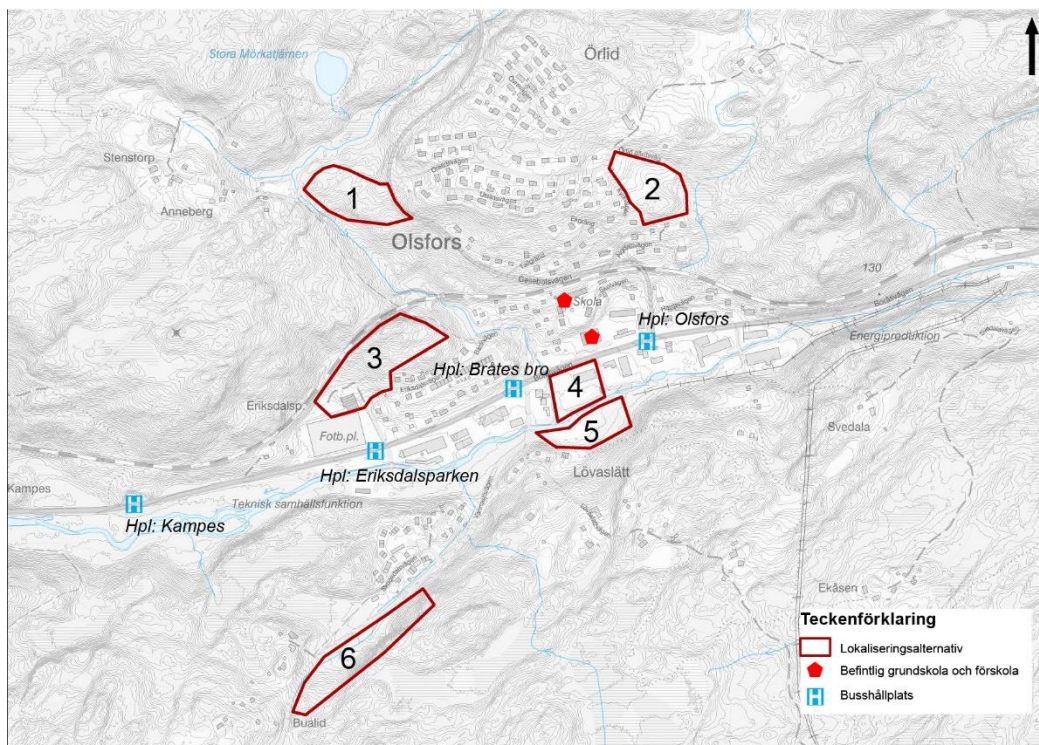 Örlid
Stora Mörkatjärnen
Stenstorp
Anneberg
1
2
Olsfors
130
Skola
Hpl: Olsfors
Energiproduktion
3
Hpl: Bråtes bro
4
Eriksdalsp.
5
Fotb.pl.
Svedala
Hpl: Eriksdalsparken
Lövaslätt
Kampes
Teknisk samhällsfunktion
Hpl: Kampes
Ekåsen
6
Bualid
Teckenförklaring
Lokaliseringsalternativ
Befintlig grundskola och förskola
Busshållplats